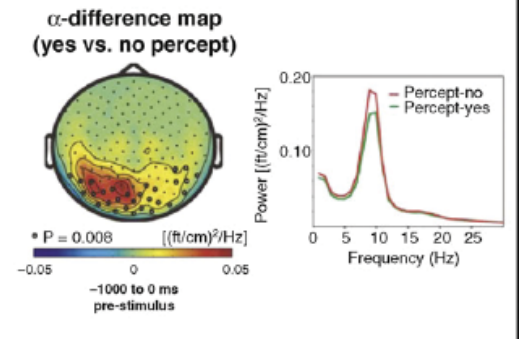 α-difference map
(yes vs. no percept)
• P = 0.008
[(ft/cm)²/Hz]
−0.05
0
0.05
−1000 to 0 ms
pre-stimulus
Power [(ft/cm)²/Hz]
0.20
0.10
Percept-no
Percept-yes
0
5
10
15
20
25
Frequency (Hz)